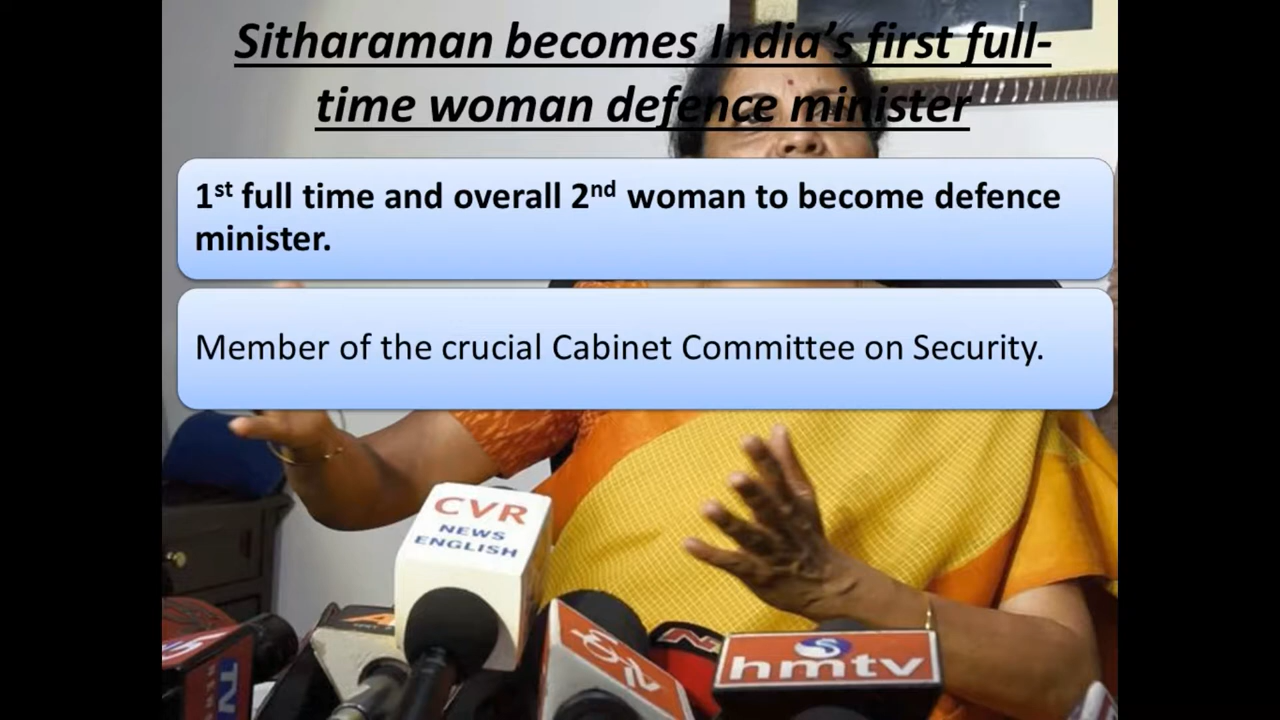 Sitharaman becomes India's first full-
time woman defence minister
1st full time and overall 2nd woman to become defence
minister.
Member of the crucial Cabinet Committee on Security.
CVR
NEWS
ENGLISH
hmtv
TV